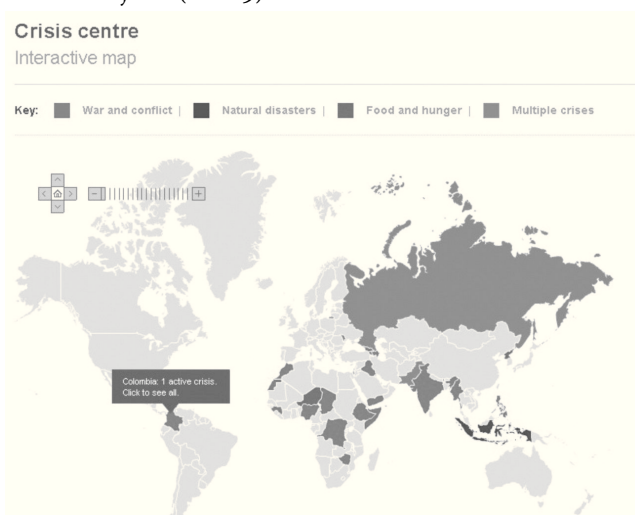 Crisis centre
Interactive map
Key: War and conflict | Natural disasters | Food and hunger | Multiple crises
Colombia: 1 active crisis.
Click to see all.